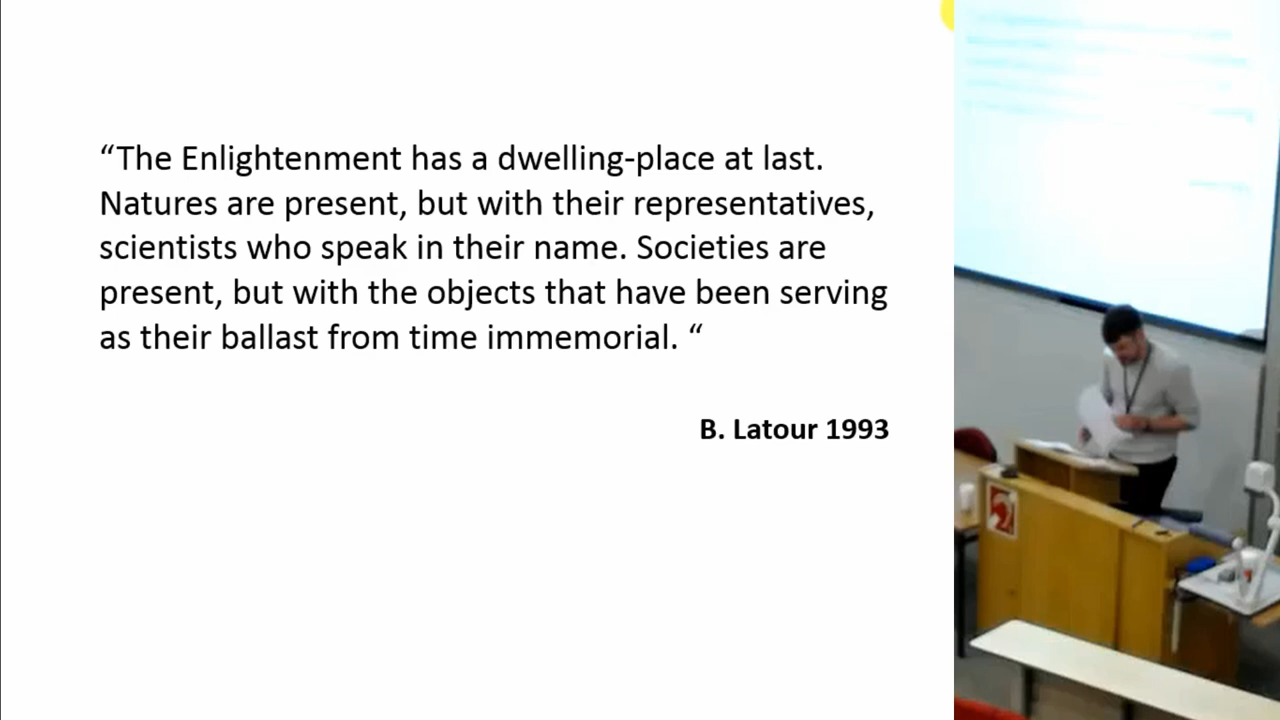 “The Enlightenment has a dwelling-place at last.
Natures are present, but with their representatives,
scientists who speak in their name. Societies are
present, but with the objects that have been serving
as their ballast from time immemorial. “
B. Latour 1993